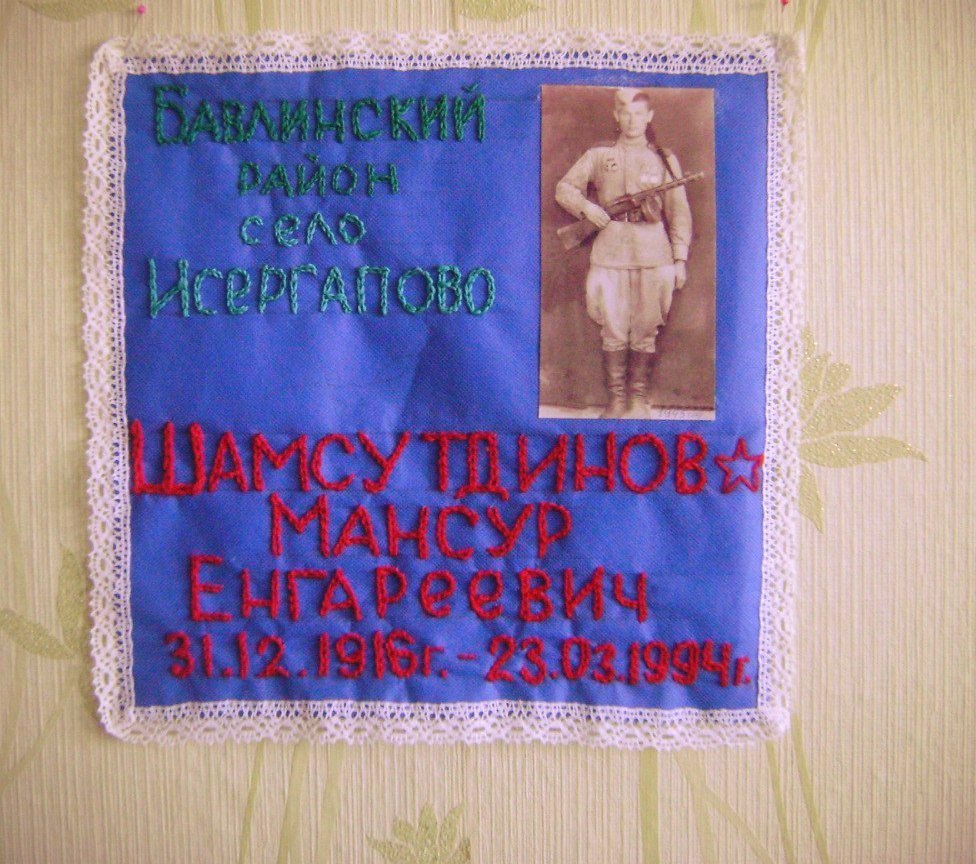 Бавлинский
район
село
Исергапово
Шамсутдинов
Мансур
Енгареевич
31.12.1916г. - 23.03.1994г.